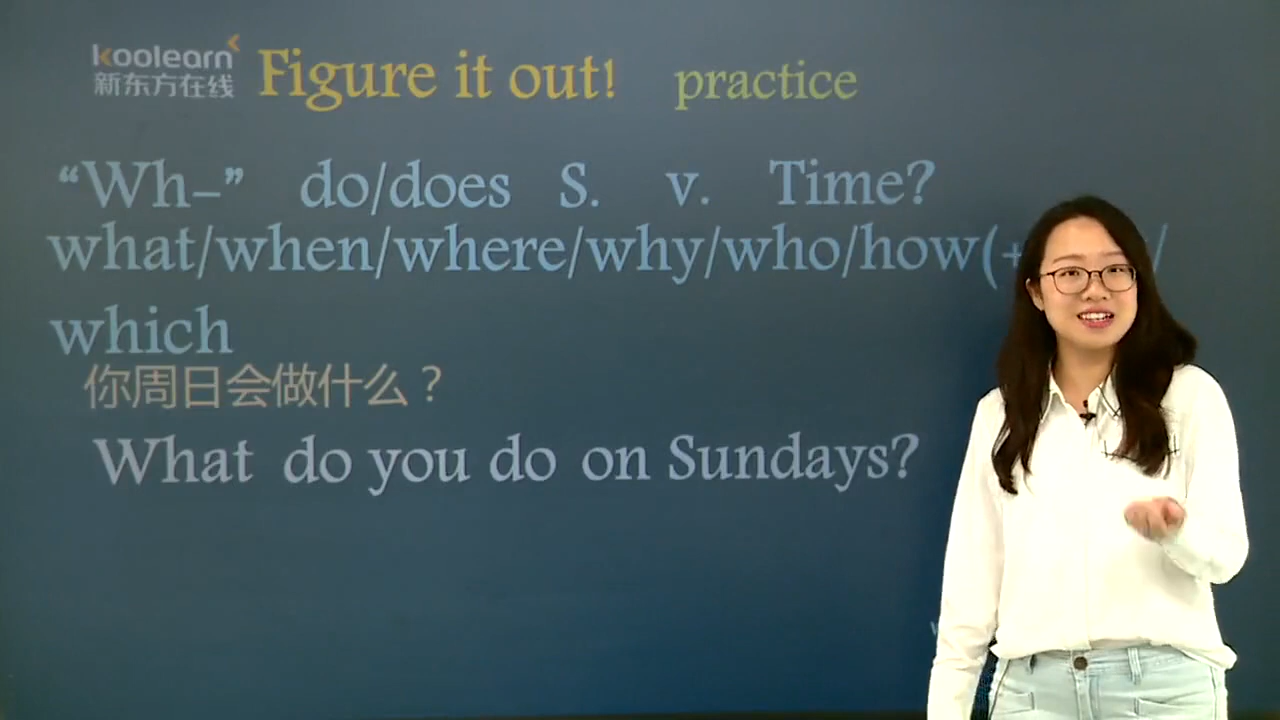 koolearn
新东方在线
Figure it out! practice
“Wh-” do/does S. v. Time?
what/when/where/why/who/how(+ /
which
你周日会做什么？
What do you do on Sundays?